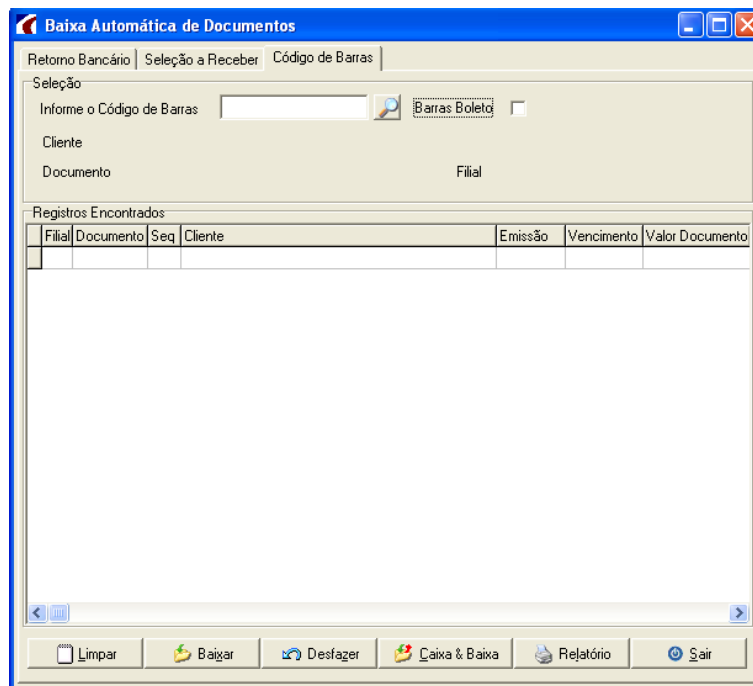 Baixa Automática de Documentos
Retorno Bancário Seleção a Receber Código de Barras
Seleção
Informe o Código de Barras Barras Boleto
Cliente
Documento Filial
Registros Encontrados
Filial Documento Seq Cliente Emissão Vencimento Valor Documento
Limpar Baixar Desfazer Caixa & Baixa Relatório Sair